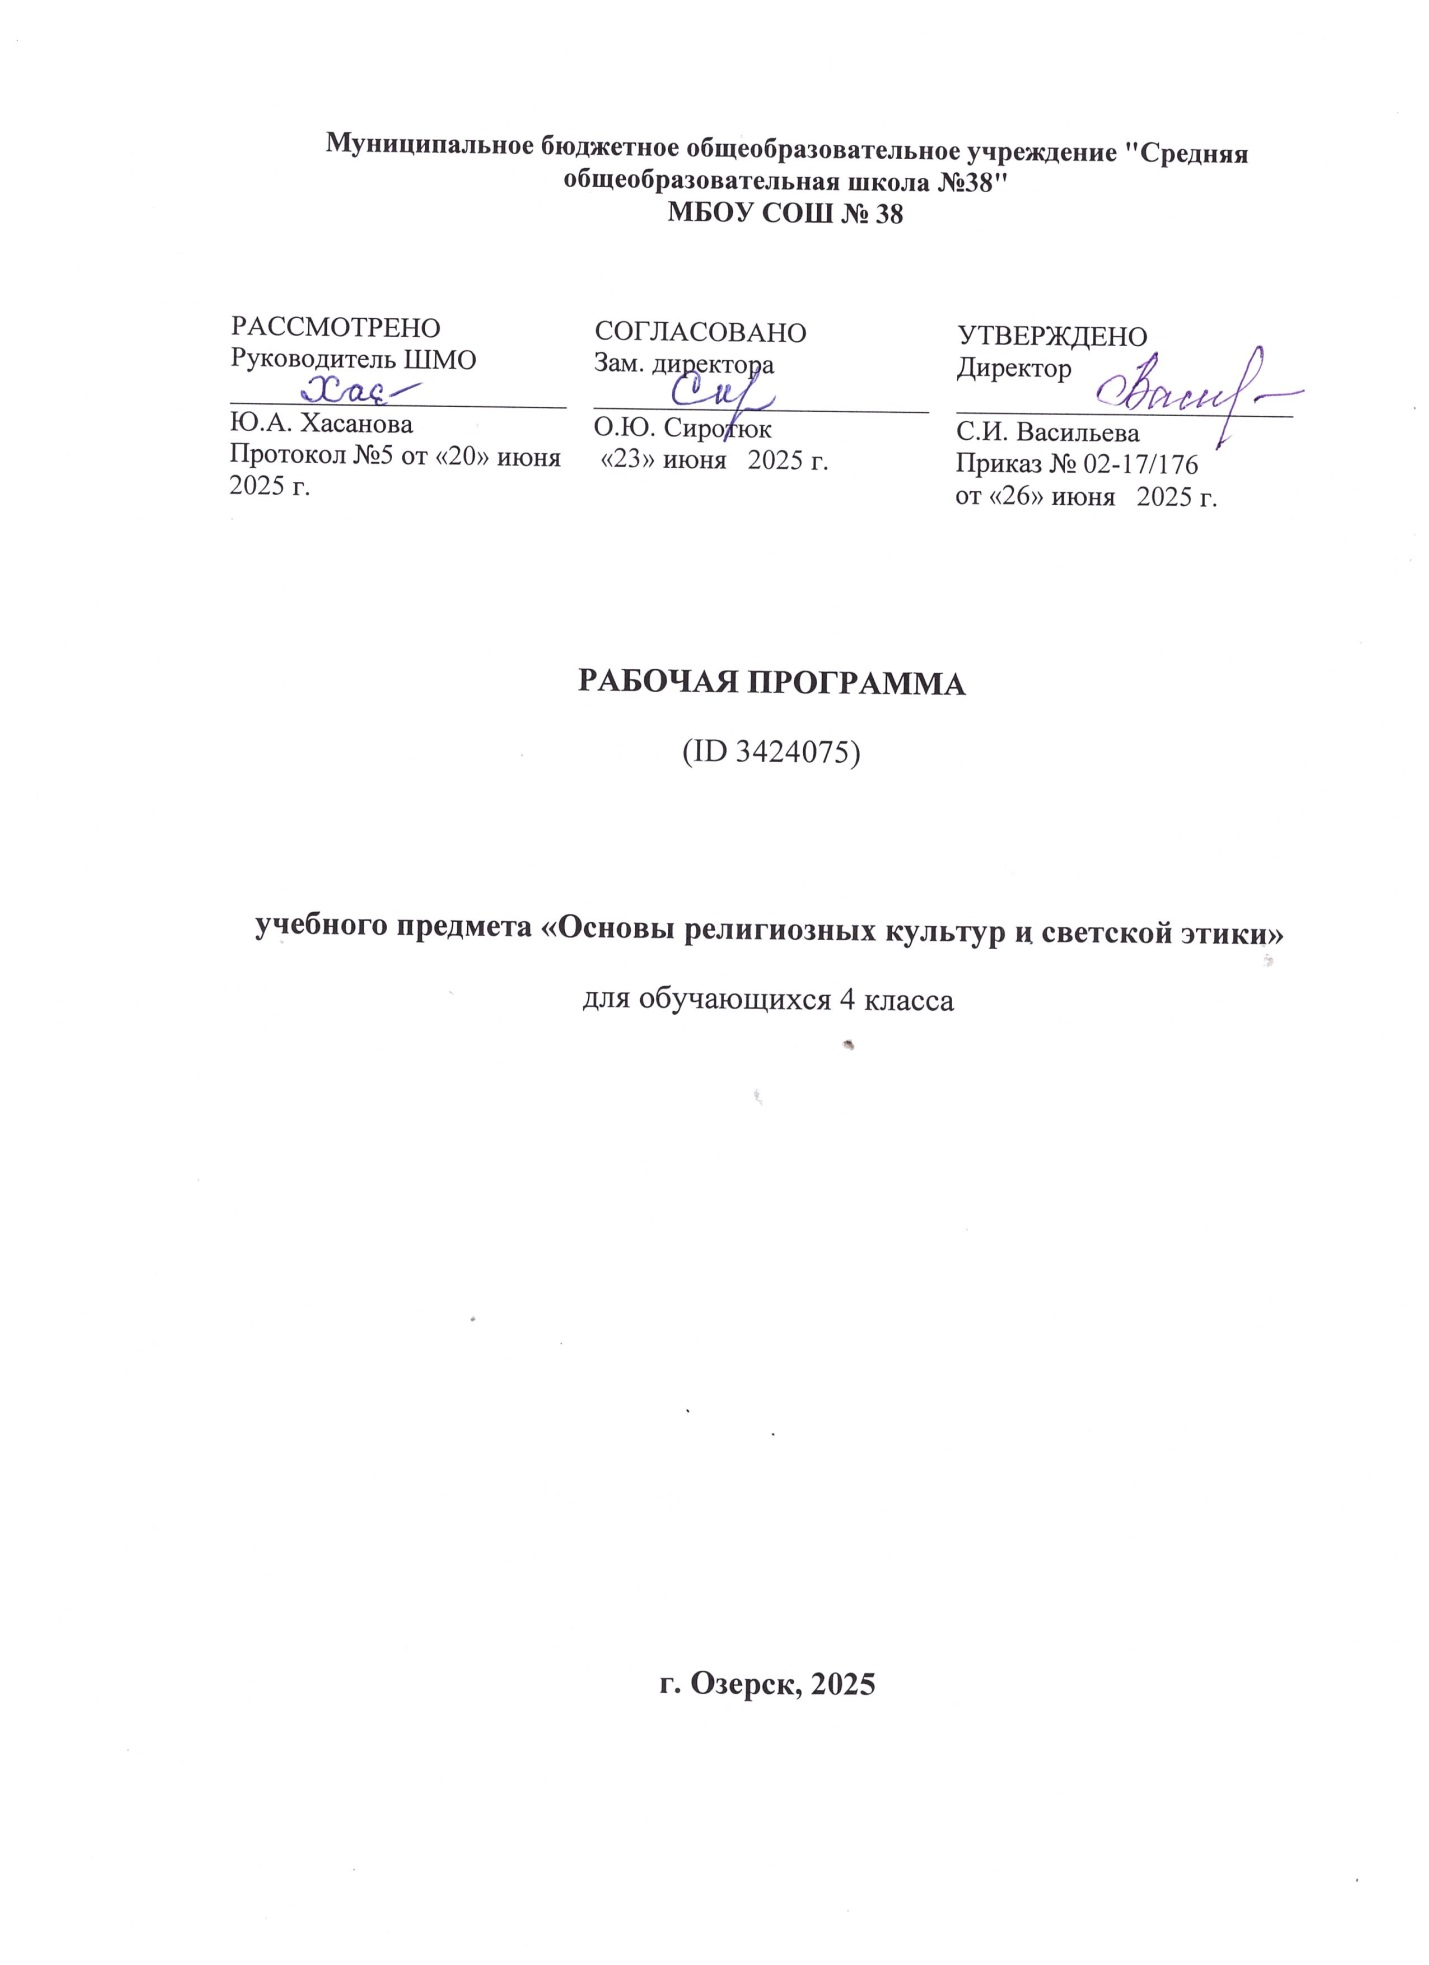 Муниципальное бюджетное общеобразовательное учреждение "Средняя
общеобразовательная школа №38"
МБОУ СОШ № 38
РАССМОТРЕНО
Руководитель ШМО
Хас
Ю.А. Хасанова
Протокол №5 от «20» июня
2025 г.
СОГЛАСОВАНО
Зам. директора
О.Ю. Сиротюк
«23» июня 2025 г.
УТВЕРЖДЕНО
Директор
С.И. Васильева
Приказ № 02-17/176
от «26» июня 2025 г.
РАБОЧАЯ ПРОГРАММА
(ID 3424075)
учебного предмета «Основы религиозных культур и светской этики»
для обучающихся 4 класса
г. Озерск, 2025